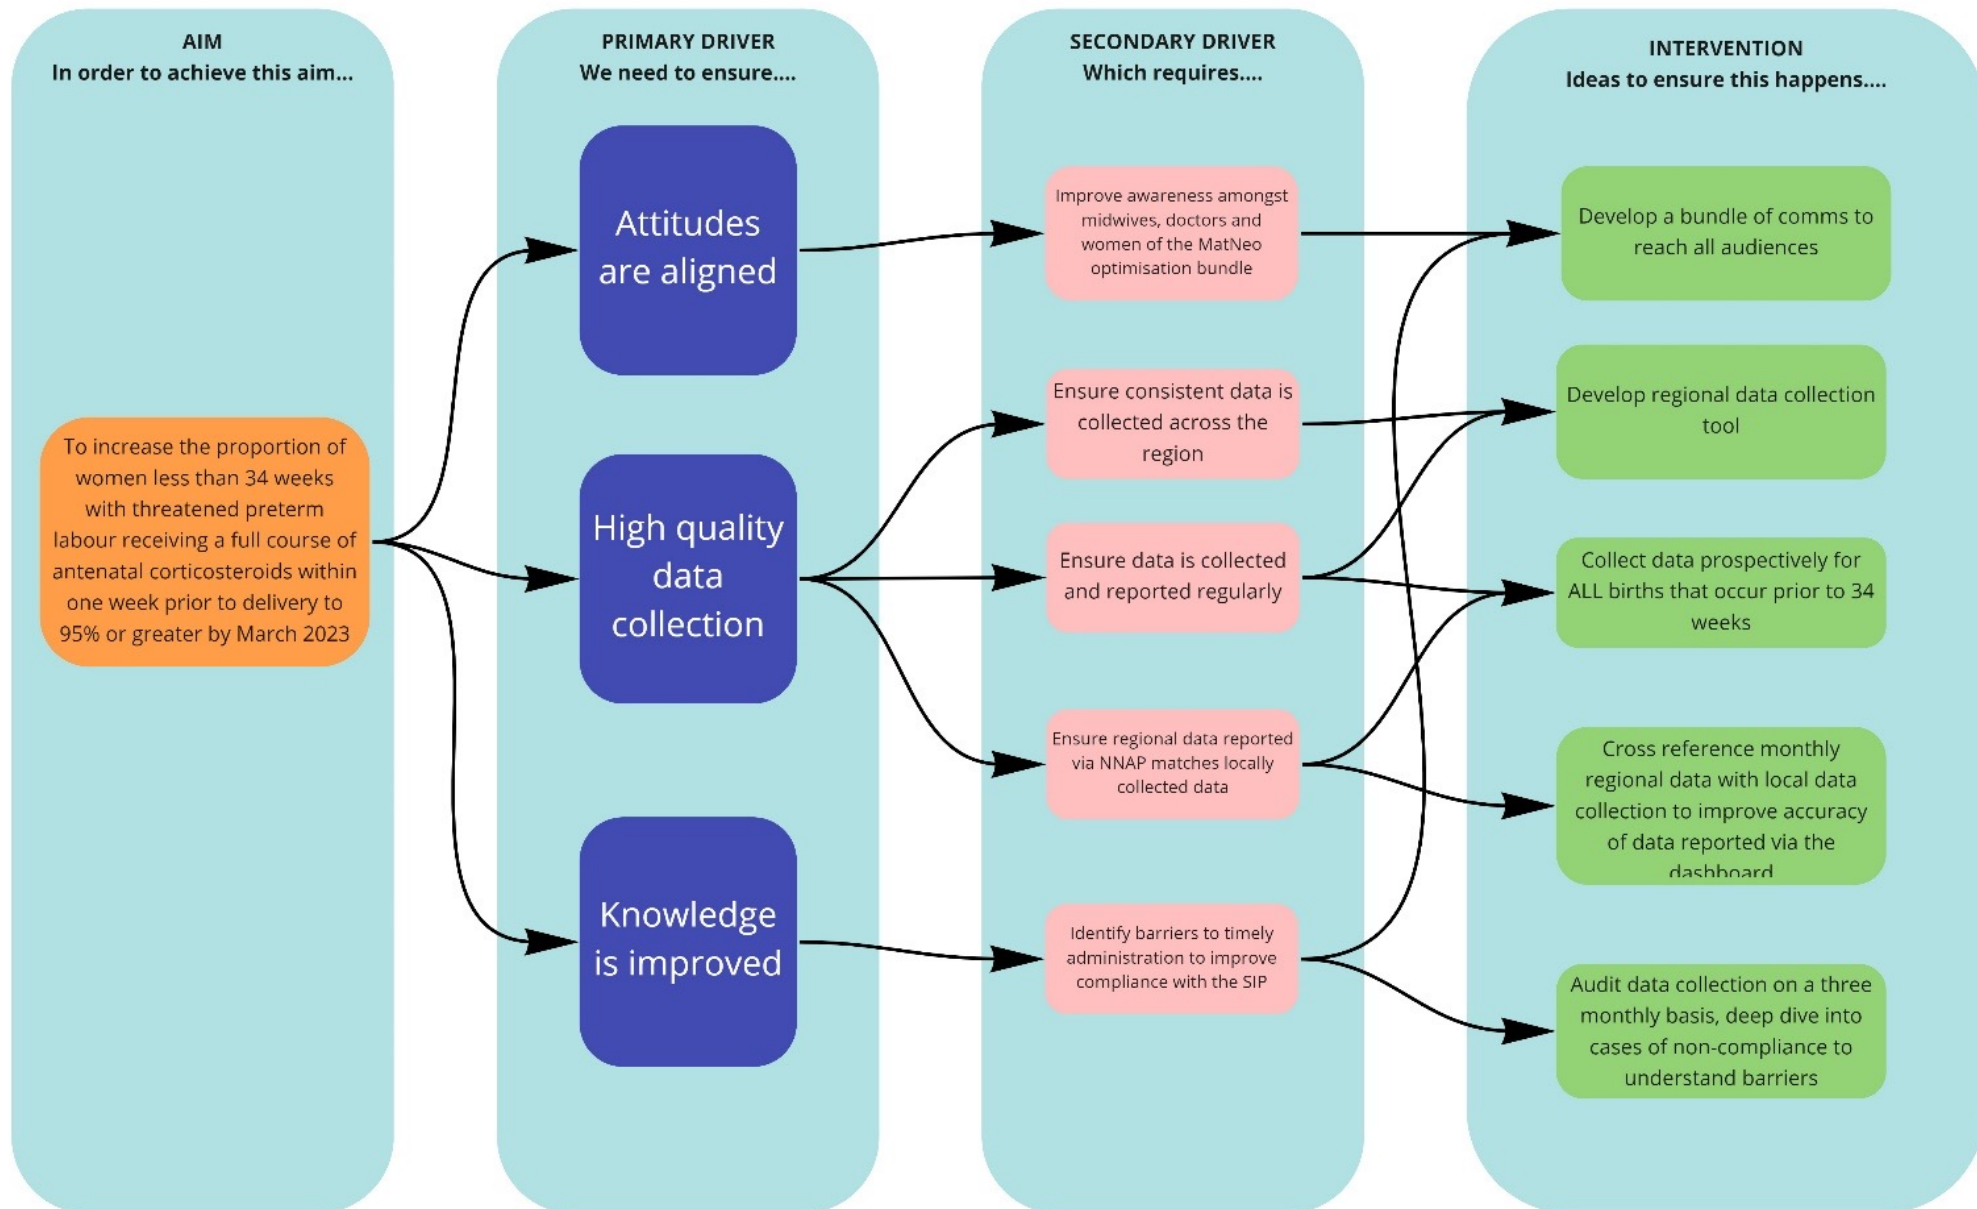 AIM
In order to achieve this aim...
To increase the proportion of
women less than 34 weeks
with threatened preterm
labour receiving a full course of
antenatal corticosteroids within
one week prior to delivery to
95% or greater by March 2023
PRIMARY DRIVER
We need to ensure....
Attitudes
are aligned
High quality
data
collection
Knowledge
is improved
SECONDARY DRIVER
Which requires....
Improve awareness amongst
midwives, doctors and
women of the MatNeo
optimisation bundle
Ensure consistent data is
collected across the
region
Ensure data is collected
and reported regularly
Ensure regional data reported
via NNAP matches locally
collected data
Identify barriers to timely
administration to improve
compliance with the SIP
INTERVENTION
Ideas to ensure this happens....
Develop a bundle of comms to
reach all audiences
Develop regional data collection
tool
Collect data prospectively for
ALL births that occur prior to 34
weeks
Cross reference monthly
regional data with local data
collection to improve accuracy
of data reported via the
dashboard
Audit data collection on a three
monthly basis, deep dive into
cases of non-compliance to
understand barriers